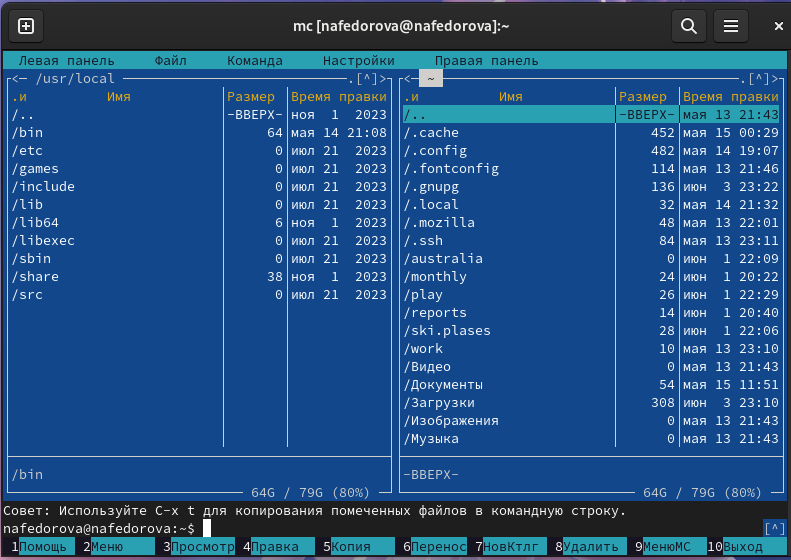 mc [nafedorova@nafedorova]:~
Левая панель Файл Команда Настройки Правая панель
<─ /usr/local .[^]>
.и Имя Размер Время правки
/.. -ВВЕРХ- ноя 1 2023
/bin 64 мая 14 21:08
/etc 0 июл 21 2023
/games 0 июл 21 2023
/include 0 июл 21 2023
/lib 0 июл 21 2023
/lib64 6 ноя 1 2023
/libexec 0 июл 21 2023
/sbin 0 июл 21 2023
/share 38 ноя 1 2023
/src 0 июл 21 2023
/bin
64G / 79G (80%)
<─ ~ .[^]>
.и Имя Размер Время правки
/.. -ВВЕРХ- мая 13 21:43
/.cache 452 мая 15 00:29
/.config 482 мая 14 19:07
/.fontconfig 114 мая 13 21:46
/.gnupg 136 июн 3 23:22
/.local 32 мая 14 21:32
/.mozilla 48 мая 13 22:01
/.ssh 84 мая 13 23:11
/australia 0 июн 1 22:09
/monthly 24 июн 1 20:22
/play 26 июн 1 22:29
/reports 14 июн 1 20:40
/ski.plases 28 июн 1 22:06
/work 10 мая 13 23:10
/Видео 0 мая 13 21:43
/Документы 54 мая 15 11:51
/Загрузки 308 июн 3 23:10
/Изображения 0 мая 13 21:43
/Музыка 0 мая 13 21:43
-ВВЕРХ-
64G / 79G (80%)
Совет: Используйте C-x t для копирования помеченных файлов в командную строку.
nafedorova@nafedorova:~$ [^]
1Помощь 2Меню 3Просмотр 4Правка 5Копия 6Перенос 7НовКтлг 8Удалить 9МенюMC 10Выход